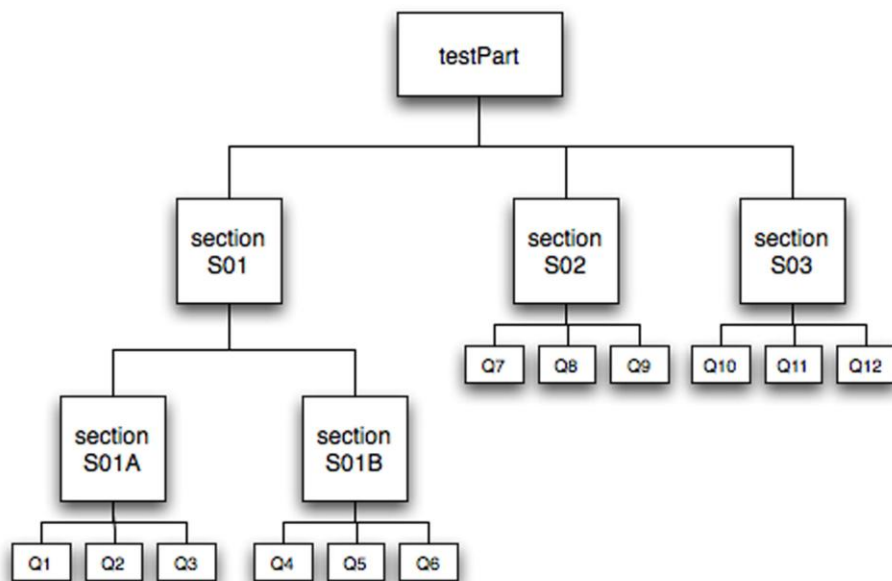 testPart
section
S01
section
S02
section
S03
Q7
Q8
Q9
Q10
Q11
Q12
section
S01A
section
S01B
Q1
Q2
Q3
Q4
Q5
Q6